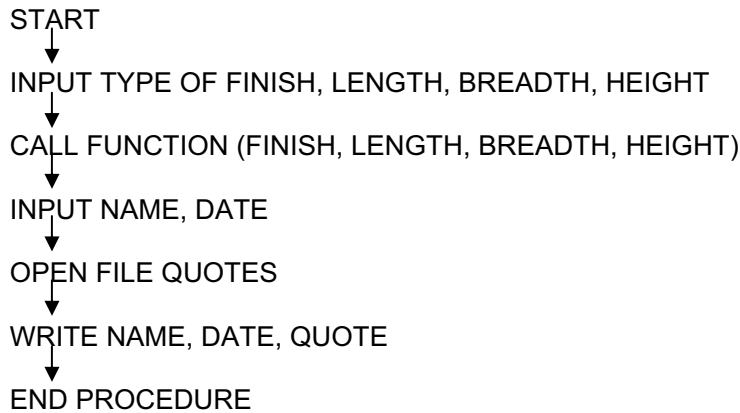 START
INPUT TYPE OF FINISH, LENGTH, BREADTH, HEIGHT
CALL FUNCTION (FINISH, LENGTH, BREADTH, HEIGHT)
INPUT NAME, DATE
OPEN FILE QUOTES
WRITE NAME, DATE, QUOTE
END PROCEDURE